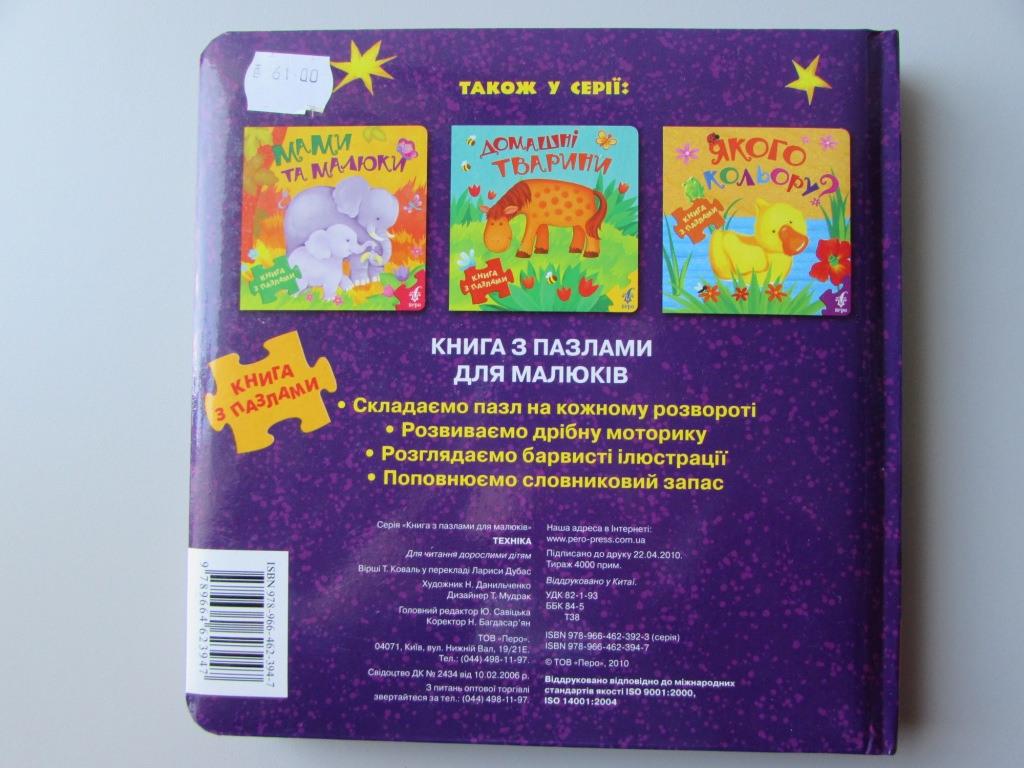 61.00
ТАКОЖ У СЕРІЇ:
МАМИ
ТА МАЛЮКИ
КНИГА
З ПАЗЛАМИ
перо
ДОМАШНІ
ТВАРИНИ
КНИГА
З ПАЗЛАМИ
перо
ЯКОГО
КОЛЬОРУ?
КНИГА
З ПАЗЛАМИ
перо
КНИГА
З ПАЗЛАМИ
КНИГА З ПАЗЛАМИ
ДЛЯ МАЛЮКІВ
• Складаємо пазл на кожному розвороті
• Розвиваємо дрібну моторику
• Розглядаємо барвисті ілюстрації
• Поповнюємо словниковий запас
Серія «Книга з пазлами для малюків»
ТЕХНІКА
Для читання дорослими дітям
Вірші Т. Коваль у перекладі Лариси Дубас
Художник Н. Данильченко
Дизайнер Т. Мудрак
Головний редактор Ю. Савіцька
Коректор Н. Багдасар'ян
ТОВ «Перо».
04071, Київ, вул. Нижній Вал, 19/21Е.
Тел.: (044) 498-11-97.
Свідоцтво ДК № 2434 від 10.02.2006 р.
З питань оптової торгівлі
звертайтеся за тел.: (044) 498-11-97.
Наша адреса в Інтернеті:
www.pero-press.com.ua
Підписано до друку 22.04.2010.
Тираж 4000 прим.
Віддруковано у Китаї.
УДК 82-1-93
ББК 84-5
Т38
ISBN 978-966-462-392-3 (серія)
ISBN 978-966-462-394-7
© ТОВ «Перо», 2010
Віддруковано відповідно до міжнародних
стандартів якості ISO 9001:2000,
ISO 14001:2004
ISBN 978-966-462-394-7
9789664623947